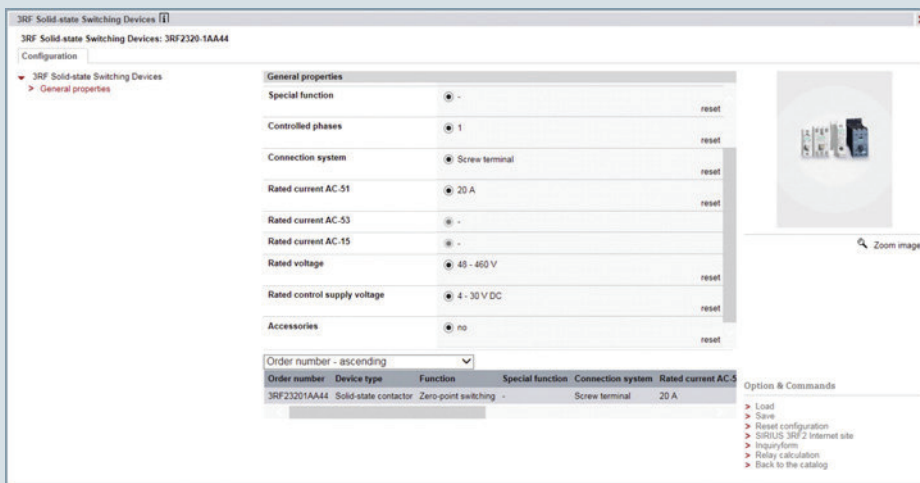 3RF Solid-state Switching Devices i
3RF Solid-state Switching Devices: 3RF2320-1AA44
Configuration
3RF Solid-state Switching Devices
> General properties
General properties
Special function -
reset
Controlled phases 1
reset
Connection system Screw terminal
reset
Rated current AC-51 20 A
reset
Rated current AC-53 -
Rated current AC-15 -
Rated voltage 48 - 460 V
reset
Rated control supply voltage 4 - 30 V DC
reset
Accessories no
reset
Zoom image
Order number - ascending
Order number Device type Function Special function Connection system Rated current AC-5
3RF23201AA44 Solid-state contactor Zero-point switching - Screw terminal 20 A
Option & Commands
> Load
> Save
> Reset configuration
> SIRIUS 3RF2 Internet site
> Inquiryform
> Relay calculation
> Back to the catalog